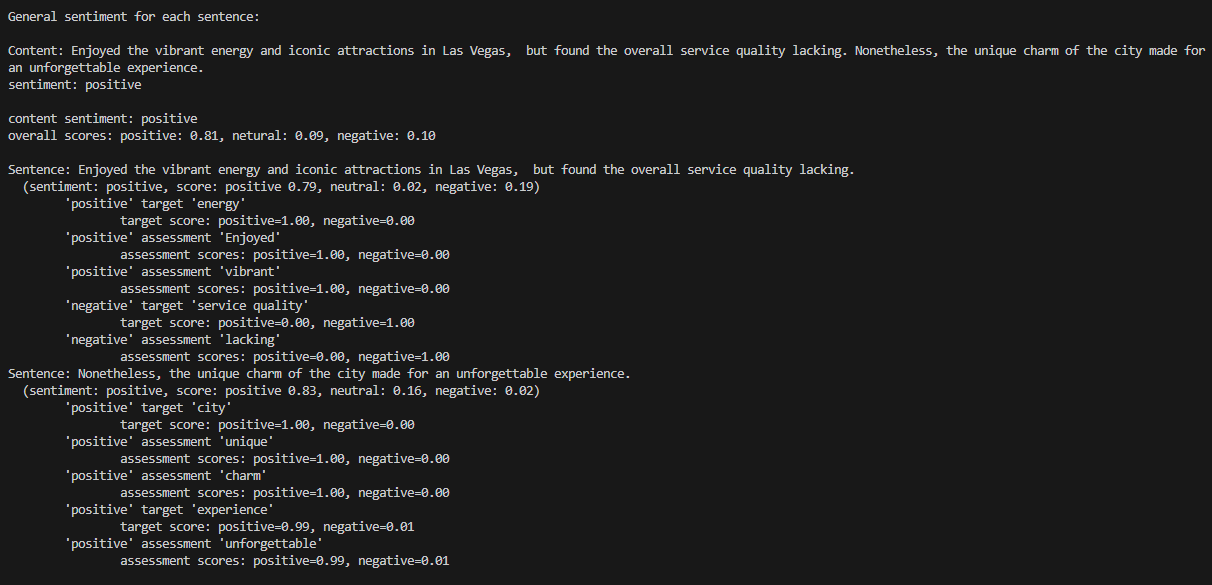 General sentiment for each sentence:
Content: Enjoyed the vibrant energy and iconic attractions in Las Vegas,  but found the overall service quality lacking. Nonetheless, the unique charm of the city made for
an unforgettable experience.
sentiment: positive
content sentiment: positive
overall scores: positive: 0.81, netural: 0.09, negative: 0.10
Sentence: Enjoyed the vibrant energy and iconic attractions in Las Vegas,  but found the overall service quality lacking.
(sentiment: positive, score: positive 0.79, neutral: 0.02, negative: 0.19)
'positive' target 'energy'
target score: positive=1.00, negative=0.00
'positive' assessment 'Enjoyed'
assessment scores: positive=1.00, negative=0.00
'positive' assessment 'vibrant'
assessment scores: positive=1.00, negative=0.00
'negative' target 'service quality'
target score: positive=0.00, negative=1.00
'negative' assessment 'lacking'
assessment scores: positive=0.00, negative=1.00
Sentence: Nonetheless, the unique charm of the city made for an unforgettable experience.
(sentiment: positive, score: positive 0.83, neutral: 0.16, negative: 0.02)
'positive' target 'city'
target score: positive=1.00, negative=0.00
'positive' assessment 'unique'
assessment scores: positive=1.00, negative=0.00
'positive' assessment 'charm'
assessment scores: positive=1.00, negative=0.00
'positive' target 'experience'
target score: positive=0.99, negative=0.01
'positive' assessment 'unforgettable'
assessment scores: positive=0.99, negative=0.01